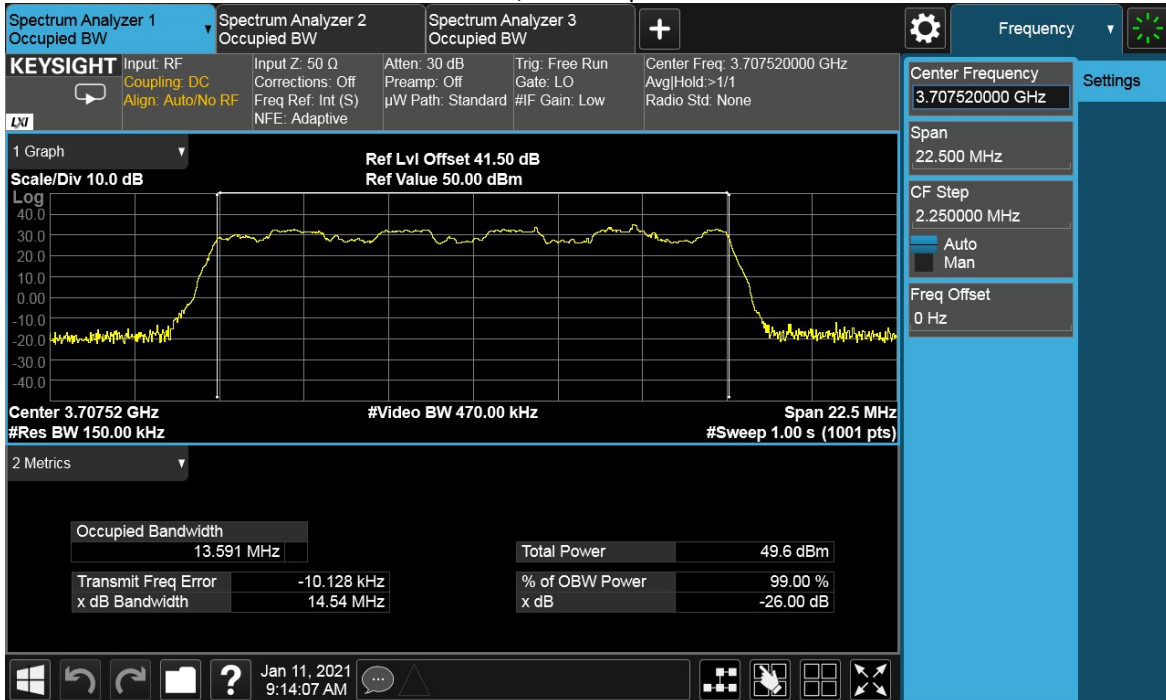 Spectrum Analyzer 1
Occupied BW
Spectrum Analyzer 2
Occupied BW
Spectrum Analyzer 3
Occupied BW
+
Frequency
KEYSIGHT
LXI
Input: RF
Coupling: DC
Align: Auto/No RF
Input Z: 50 Ω
Corrections: Off
Freq Ref: Int (S)
NFE: Adaptive
Atten: 30 dB
Preamp: Off
µW Path: Standard
Trig: Free Run
Gate: LO
#IF Gain: Low
Center Freq: 3.707520000 GHz
Avg|Hold:>1/1
Radio Std: None
Center Frequency
3.707520000 GHz
Settings
Span
22.500 MHz
CF Step
2.250000 MHz
Auto
Man
Freq Offset
0 Hz
1 Graph
Scale/Div 10.0 dB
Ref Lvl Offset 41.50 dB
Ref Value 50.00 dBm
Log
40.0
30.0
20.0
10.0
0.00
-10.0
-20.0
-30.0
-40.0
Center 3.70752 GHz
#Res BW 150.00 kHz
#Video BW 470.00 kHz
Span 22.5 MHz
#Sweep 1.00 s (1001 pts)
2 Metrics
Occupied Bandwidth
13.591 MHz
Total Power 49.6 dBm
Transmit Freq Error -10.128 kHz
% of OBW Power 99.00 %
x dB Bandwidth 14.54 MHz
x dB -26.00 dB
?
Jan 11, 2021
9:14:07 AM